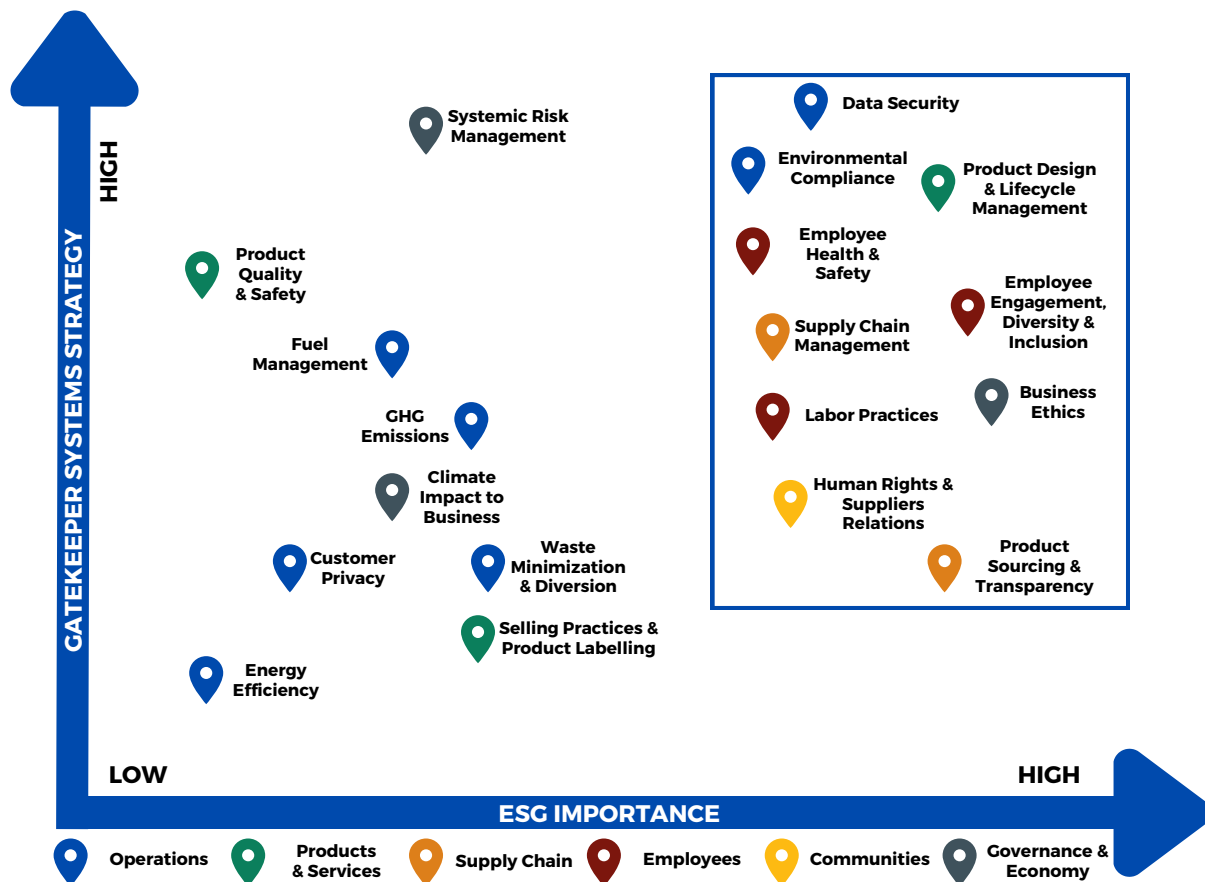 HIGH
GATEKEEPER SYSTEMS STRATEGY
Systemic Risk
Management
Product
Quality
& Safety
Fuel
Management
GHG
Emissions
Climate
Impact to
Business
Customer
Privacy
Waste
Minimization
& Diversion
Selling Practices &
Product Labelling
Energy
Efficiency
Data Security
Environmental
Compliance
Product Design
& Lifecycle
Management
Employee
Health &
Safety
Employee
Engagement,
Diversity &
Inclusion
Supply Chain
Management
Business
Ethics
Labor Practices
Human Rights &
Suppliers
Relations
Product
Sourcing &
Transparency
LOW
HIGH
ESG IMPORTANCE
Operations
Products
& Services
Supply Chain
Employees
Communities
Governance &
Economy